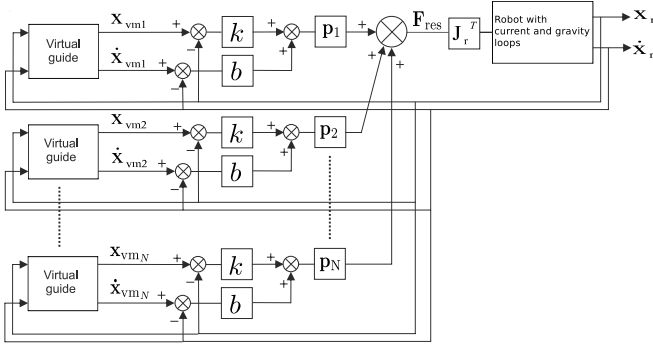 x vm1
ẋ vm1
Virtual guide
+
−
+
−
k
b
+
+
p1
+
+
+
F res
J r T
Robot with current and gravity loops
x r
ẋ r
x vm2
ẋ vm2
Virtual guide
+
−
+
−
k
b
+
+
p2
x vmN
ẋ vmN
Virtual guide
+
−
+
−
k
b
+
+
pN